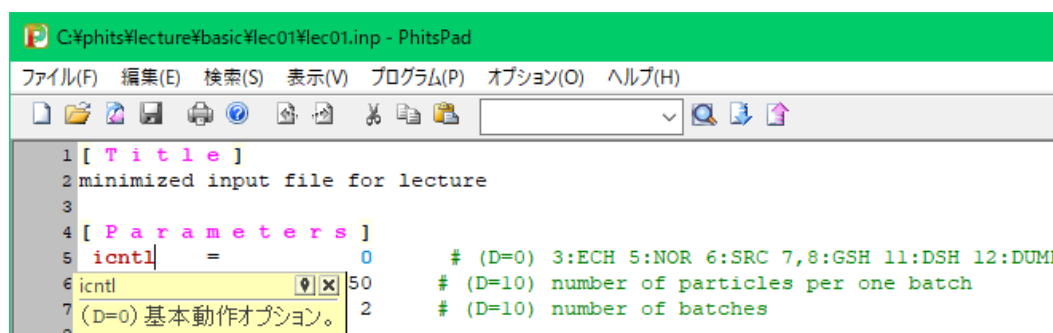 C:¥phits¥lecture¥basic¥lec01¥lec01.inp - PhitsPad
ファイル(F) 編集(E) 検索(S) 表示(V) プログラム(P) オプション(O) ヘルプ(H)
1 [ T i t l e ]
2 minimized input file for lecture
3
4 [ P a r a m e t e r s ]
5 icntl = 0 # (D=0) 3:ECH 5:NOR 6:SRC 7,8:GSH 11:DSH 12:DUM
6 50 # (D=10) number of particles per one batch
7 2 # (D=10) number of batches
icntl
(D=0)基本動作オプション。